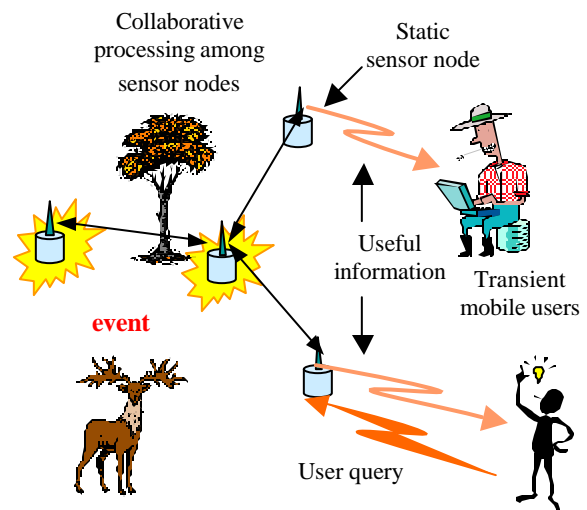 Collaborative
processing among
sensor nodes
Static
sensor node
Useful
information
Transient
mobile users
event
User query